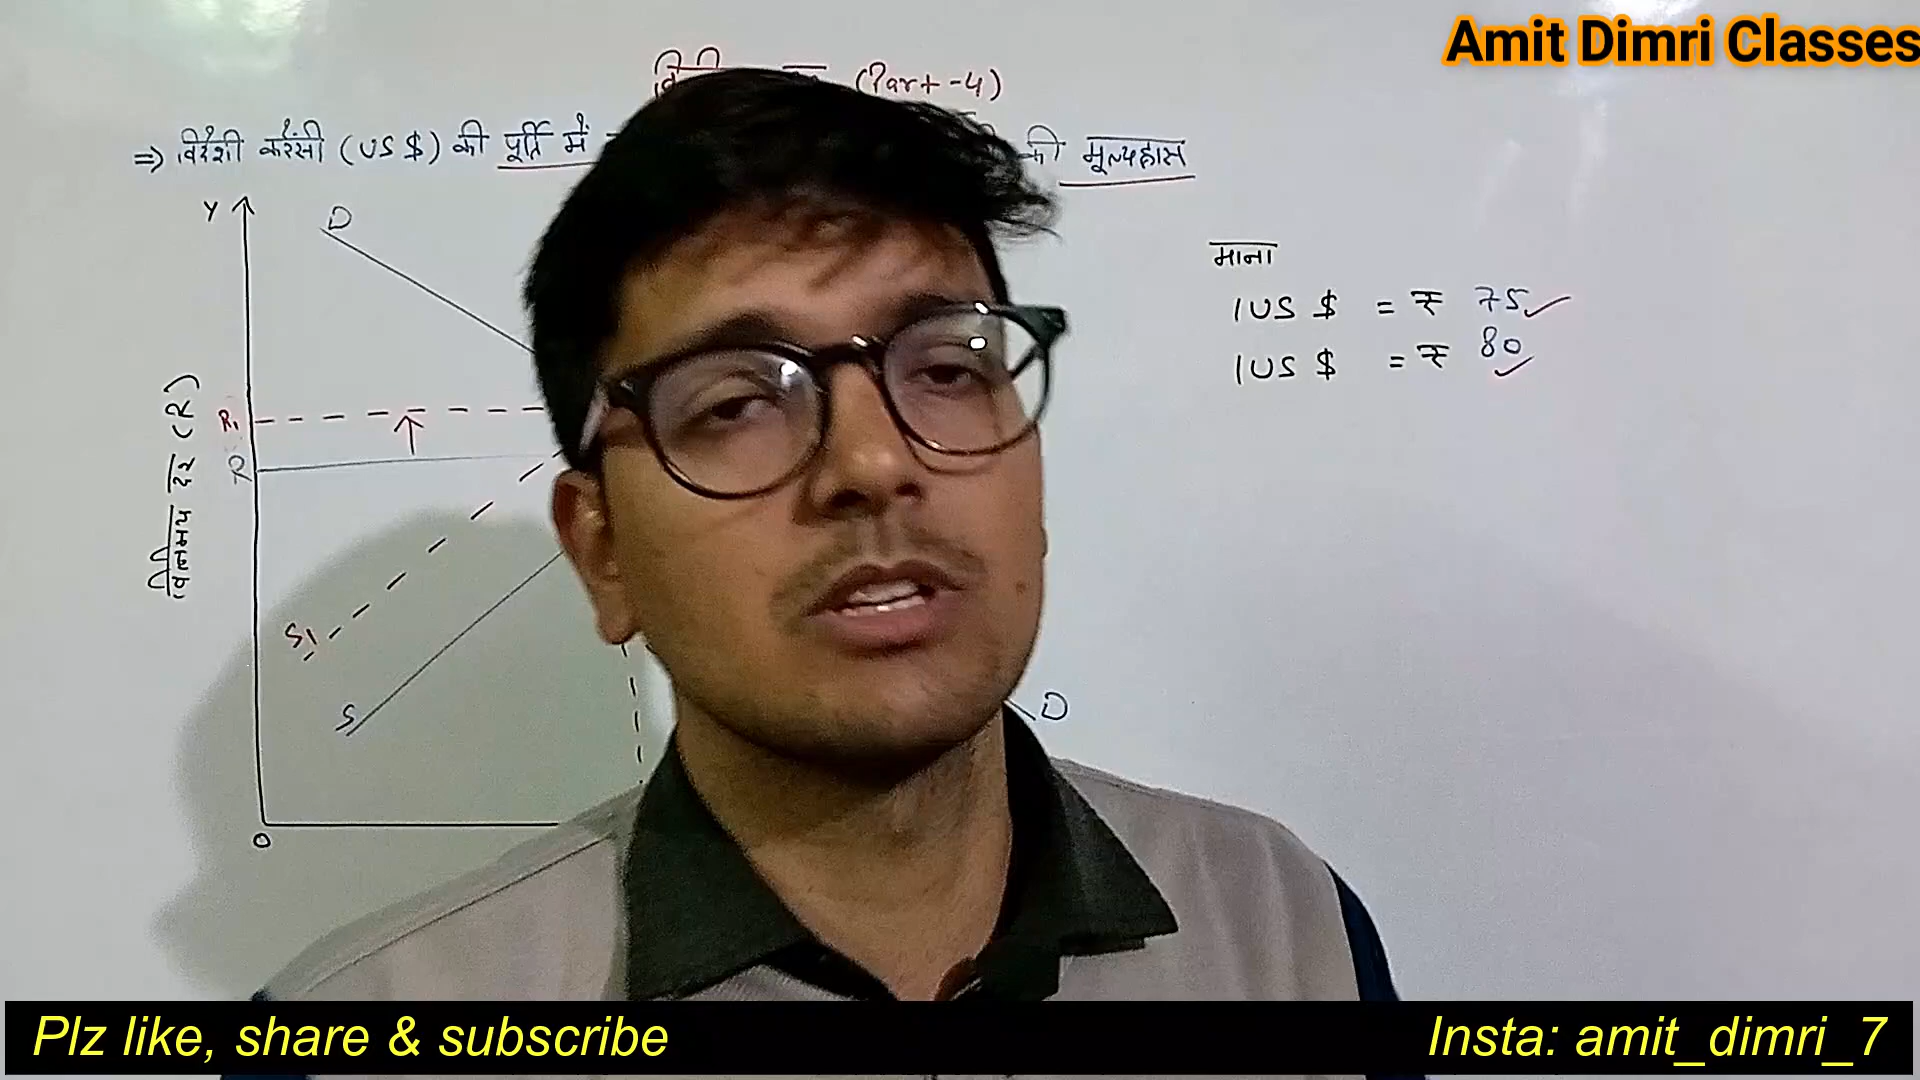 Amit Dimri Classes
(Part-4)
⇒ विदेशी करेंसी (US $) की पूर्ति में
की मूल्यह्रास
Y
D
माना
1 US $ = ₹ 75
1 US $ = ₹ 80
विनिमय दर (R)
R₁
R
S₁
S
D
O
Plz like, share & subscribe
Insta: amit_dimri_7